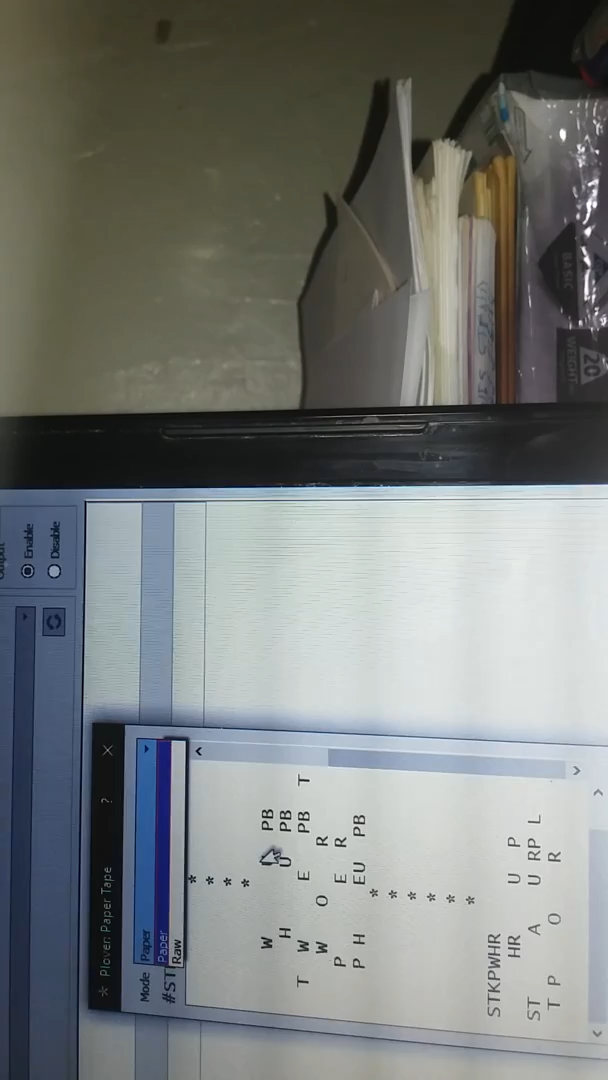 Enable
Disable
Plover: Paper Tape ? ×
Mode Paper
Paper
#ST
Raw
*
*
*
*
W PB
H U PB
T W E PB T
W O R
P E R
P H EU PB
*
*
*
*
*
*
STKPWHR
HR U P
ST A U RP L
T P O R
BASIC
20
WEIGHT